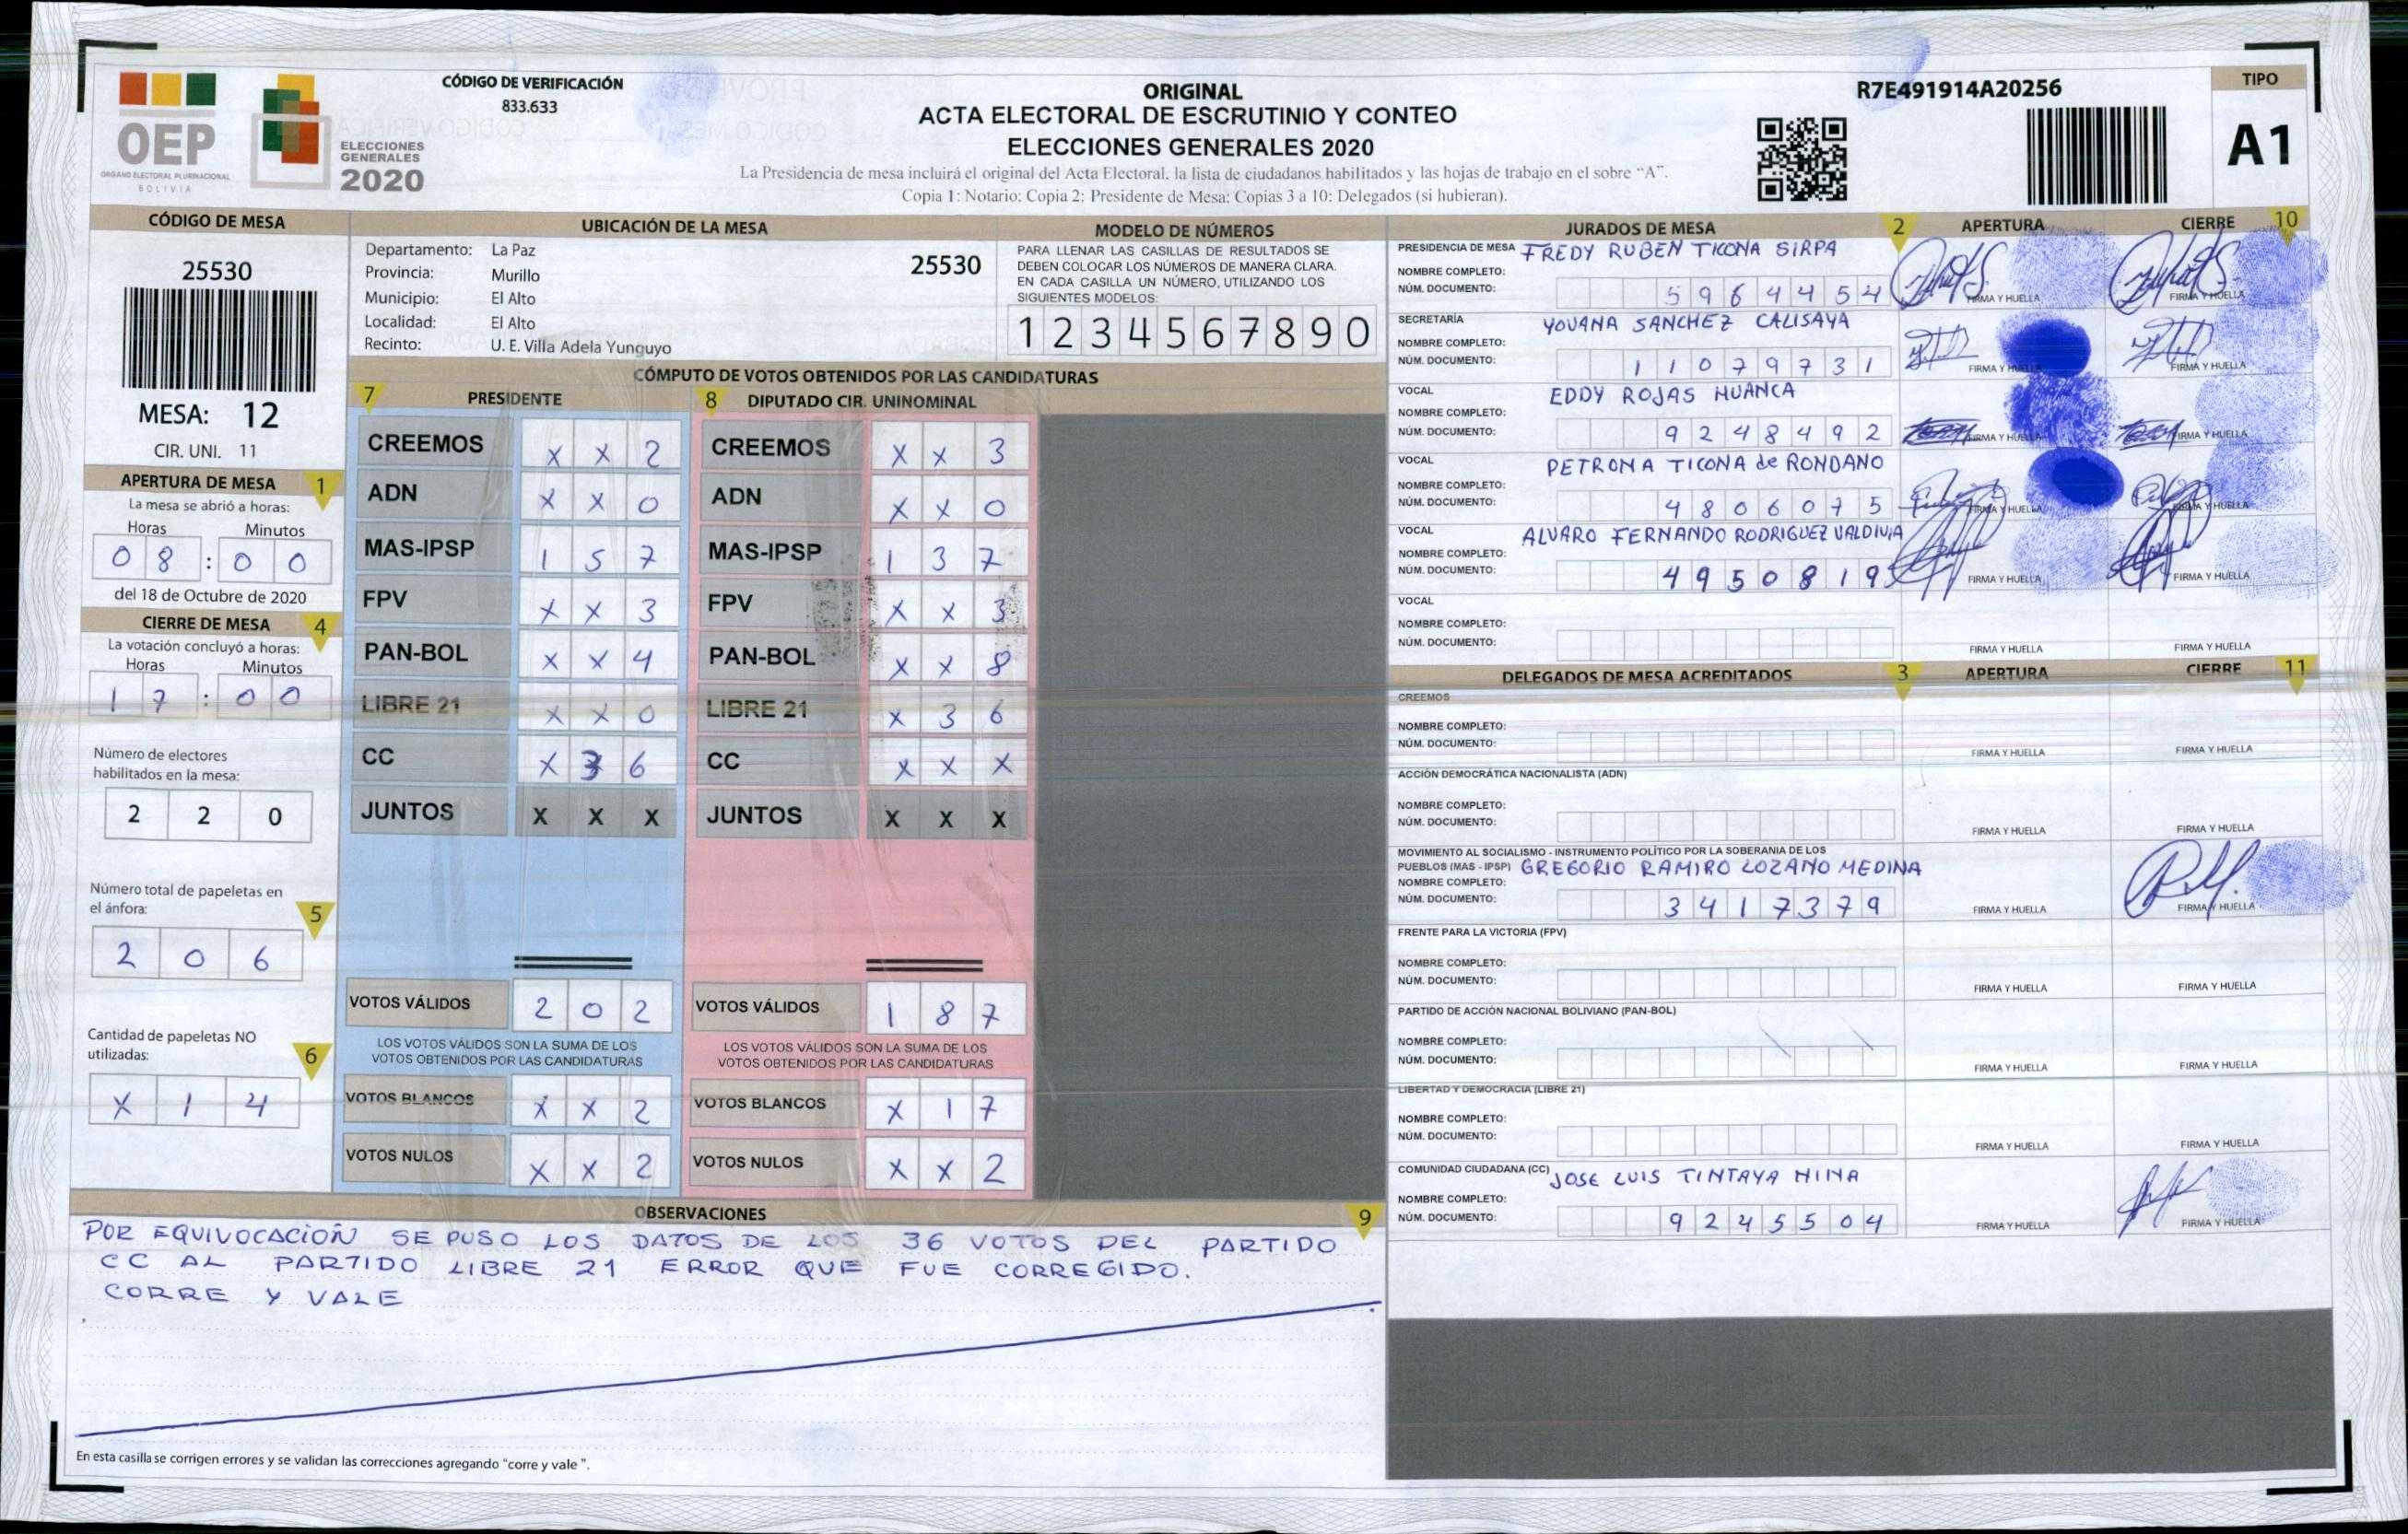 CÓDIGO DE VERIFICACIÓN
833.633
OEP
ÓRGANO ELECTORAL PLURINACIONAL
BOLIVIA
ELECCIONES
GENERALES
2020
ORIGINAL
ACTA ELECTORAL DE ESCRUTINIO Y CONTEO
ELECCIONES GENERALES 2020
La Presidencia de mesa incluirá el original del Acta Electoral, la lista de ciudadanos habilitados y las hojas de trabajo en el sobre “A”.
Copia 1: Notario; Copia 2: Presidente de Mesa; Copias 3 a 10: Delegados (si hubieran).
R7E491914A20256
TIPO
A1
CÓDIGO DE MESA
25530
MESA: 12
CIR. UNI. 11
APERTURA DE MESA 1
La mesa se abrió a horas:
Horas Minutos
0 8 : 0 0
del 18 de Octubre de 2020
CIERRE DE MESA 4
La votación concluyó a horas:
Horas Minutos
1 7 : 0 0
Número de electores
habilitados en la mesa:
2 2 0
Número total de papeletas en
el ánfora: 5
2 0 6
Cantidad de papeletas NO
utilizadas: 6
X 1 4
UBICACIÓN DE LA MESA
Departamento: La Paz
Provincia: Murillo
Municipio: El Alto
Localidad: El Alto
Recinto: U. E. Villa Adela Yunguyo
25530
MODELO DE NÚMEROS
PARA LLENAR LAS CASILLAS DE RESULTADOS SE
DEBEN COLOCAR LOS NÚMEROS DE MANERA CLARA.
EN CADA CASILLA UN NÚMERO, UTILIZANDO LOS
SIGUIENTES MODELOS:
1 2 3 4 5 6 7 8 9 0
CÓMPUTO DE VOTOS OBTENIDOS POR LAS CANDIDATURAS
7 PRESIDENTE
CREEMOS X X 2
ADN X X 0
MAS-IPSP 1 5 7
FPV X X 3
PAN-BOL X X 4
LIBRE 21 X X 0
CC X 3 6
JUNTOS X X X
VOTOS VÁLIDOS 2 0 2
LOS VOTOS VÁLIDOS SON LA SUMA DE LOS
VOTOS OBTENIDOS POR LAS CANDIDATURAS
VOTOS BLANCOS X X 2
VOTOS NULOS X X 2
8 DIPUTADO CIR. UNINOMINAL
CREEMOS X X 3
ADN X X 0
MAS-IPSP 1 3 7
FPV X X 3
PAN-BOL X X 8
LIBRE 21 X 3 6
CC X X X
JUNTOS X X X
VOTOS VÁLIDOS 1 8 7
LOS VOTOS VÁLIDOS SON LA SUMA DE LOS
VOTOS OBTENIDOS POR LAS CANDIDATURAS
VOTOS BLANCOS X 1 7
VOTOS NULOS X X 2
OBSERVACIONES 9
POR EQUIVOCACIÓN SE PUSO LOS DATOS DE LOS 36 VOTOS DEL PARTIDO
CC AL PARTIDO LIBRE 21 ERROR QUE FUE CORREGIDO.
CORRE Y VALE
En esta casilla se corrigen errores y se validan las correcciones agregando “corre y vale ”.
JURADOS DE MESA 2 APERTURA CIERRE 10
PRESIDENCIA DE MESA FREDY RUBEN TICONA SIRPA
NOMBRE COMPLETO:
NÚM. DOCUMENTO: 5 9 6 4 4 5 4 FIRMA Y HUELLA FIRMA Y HUELLA
SECRETARÍA YOVANA SANCHEZ CALISAYA
NOMBRE COMPLETO:
NÚM. DOCUMENTO: 1 1 0 7 9 7 3 1 FIRMA Y HUELLA FIRMA Y HUELLA
VOCAL EDDY ROJAS HUANCA
NOMBRE COMPLETO:
NÚM. DOCUMENTO: 9 2 4 8 4 9 2 FIRMA Y HUELLA FIRMA Y HUELLA
VOCAL PETRONA TICONA de RONDANO
NOMBRE COMPLETO:
NÚM. DOCUMENTO: 4 8 0 6 0 7 5 FIRMA Y HUELLA FIRMA Y HUELLA
VOCAL ALVARO FERNANDO RODRIGUEZ VALDIVIA
NOMBRE COMPLETO:
NÚM. DOCUMENTO: 4 9 5 0 8 1 9 FIRMA Y HUELLA FIRMA Y HUELLA
VOCAL
NOMBRE COMPLETO:
NÚM. DOCUMENTO: FIRMA Y HUELLA FIRMA Y HUELLA
DELEGADOS DE MESA ACREDITADOS 3 APERTURA CIERRE 11
CREEMOS
NOMBRE COMPLETO:
NÚM. DOCUMENTO: FIRMA Y HUELLA FIRMA Y HUELLA
ACCIÓN DEMOCRÁTICA NACIONALISTA (ADN)
NOMBRE COMPLETO:
NÚM. DOCUMENTO: FIRMA Y HUELLA FIRMA Y HUELLA
MOVIMIENTO AL SOCIALISMO - INSTRUMENTO POLÍTICO POR LA SOBERANIA DE LOS
PUEBLOS (MAS - IPSP) GREGORIO RAMIRO LOZANO MEDINA
NOMBRE COMPLETO:
NÚM. DOCUMENTO: 3 4 1 7 3 7 9 FIRMA Y HUELLA FIRMA Y HUELLA
FRENTE PARA LA VICTORIA (FPV)
NOMBRE COMPLETO:
NÚM. DOCUMENTO: FIRMA Y HUELLA FIRMA Y HUELLA
PARTIDO DE ACCIÓN NACIONAL BOLIVIANO (PAN-BOL)
NOMBRE COMPLETO:
NÚM. DOCUMENTO: FIRMA Y HUELLA FIRMA Y HUELLA
LIBERTAD Y DEMOCRACIA (LIBRE 21)
NOMBRE COMPLETO:
NÚM. DOCUMENTO: FIRMA Y HUELLA FIRMA Y HUELLA
COMUNIDAD CIUDADANA (CC) JOSE LUIS TINTAYA NINA
NOMBRE COMPLETO:
NÚM. DOCUMENTO: 9 2 4 5 5 0 4 FIRMA Y HUELLA FIRMA Y HUELLA